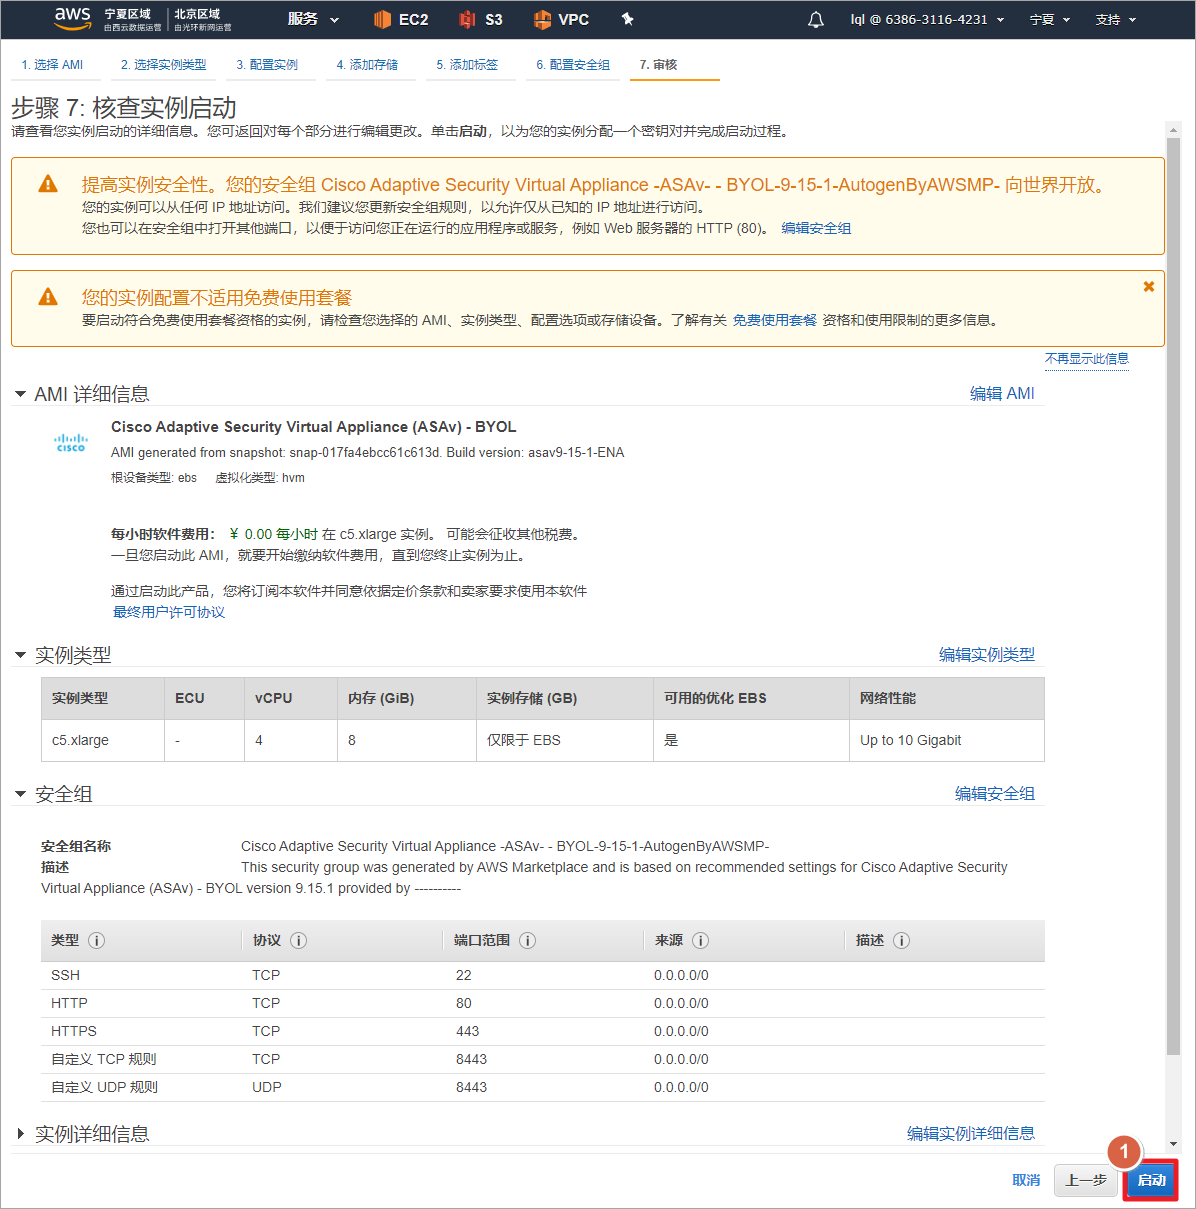 aws 宁夏区域 由西云数据运营 北京区域 由光环新网运营 服务 EC2 S3 VPC lql @ 6386-3116-4231 宁夏 支持
1. 选择 AMI 2. 选择实例类型 3. 配置实例 4. 添加存储 5. 添加标签 6. 配置安全组 7. 审核
步骤 7: 核查实例启动
请查看您实例启动的详细信息。您可返回对每个部分进行编辑更改。单击启动，以为您的实例分配一个密钥对并完成启动过程。
提高实例安全性。您的安全组 Cisco Adaptive Security Virtual Appliance -ASAv- - BYOL-9-15-1-AutogenByAWSMP- 向世界开放。
您的实例可以从任何 IP 地址访问。我们建议您更新安全组规则，以允许仅从已知的 IP 地址进行访问。
您也可以在安全组中打开其他端口，以便于访问您正在运行的应用程序或服务，例如 Web 服务器的 HTTP (80)。 编辑安全组
您的实例配置不适用免费使用套餐
要启动符合免费使用套餐资格的实例，请检查您选择的 AMI、实例类型、配置选项或存储设备。了解有关 免费使用套餐 资格和使用限制的更多信息。
不再显示此信息
AMI 详细信息 编辑 AMI
cisco
Cisco Adaptive Security Virtual Appliance (ASAv) - BYOL
AMI generated from snapshot: snap-017fa4ebcc61c613d. Build version: asav9-15-1-ENA
根设备类型: ebs 虚拟化类型: hvm
每小时软件费用： ￥ 0.00 每小时 在 c5.xlarge 实例。 可能会征收其他税费。
一旦您启动此 AMI，就要开始缴纳软件费用，直到您终止实例为止。
通过启动此产品，您将订阅本软件并同意依据定价条款和卖家要求使用本软件
最终用户许可协议
实例类型 编辑实例类型
实例类型 ECU vCPU 内存 (GiB) 实例存储 (GB) 可用的优化 EBS 网络性能
c5.xlarge - 4 8 仅限于 EBS 是 Up to 10 Gigabit
安全组 编辑安全组
安全组名称 Cisco Adaptive Security Virtual Appliance -ASAv- - BYOL-9-15-1-AutogenByAWSMP-
描述 This security group was generated by AWS Marketplace and is based on recommended settings for Cisco Adaptive Security
Virtual Appliance (ASAv) - BYOL version 9.15.1 provided by ----------
类型 协议 端口范围 来源 描述
SSH TCP 22 0.0.0.0/0
HTTP TCP 80 0.0.0.0/0
HTTPS TCP 443 0.0.0.0/0
自定义 TCP 规则 TCP 8443 0.0.0.0/0
自定义 UDP 规则 UDP 8443 0.0.0.0/0
实例详细信息 编辑实例详细信息
1
取消 上一步 启动